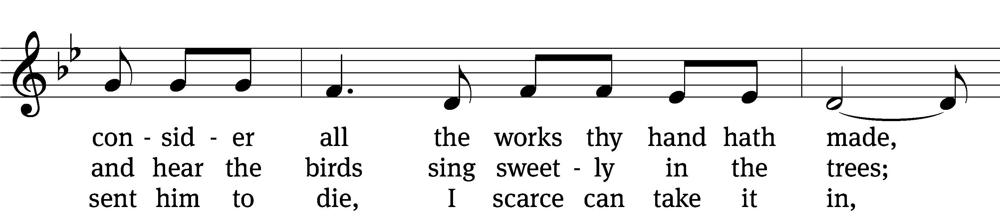 con - sid - er all the works thy hand hath made,
and hear the birds sing sweet - ly in the trees;
sent him to die, I scarce can take it in,